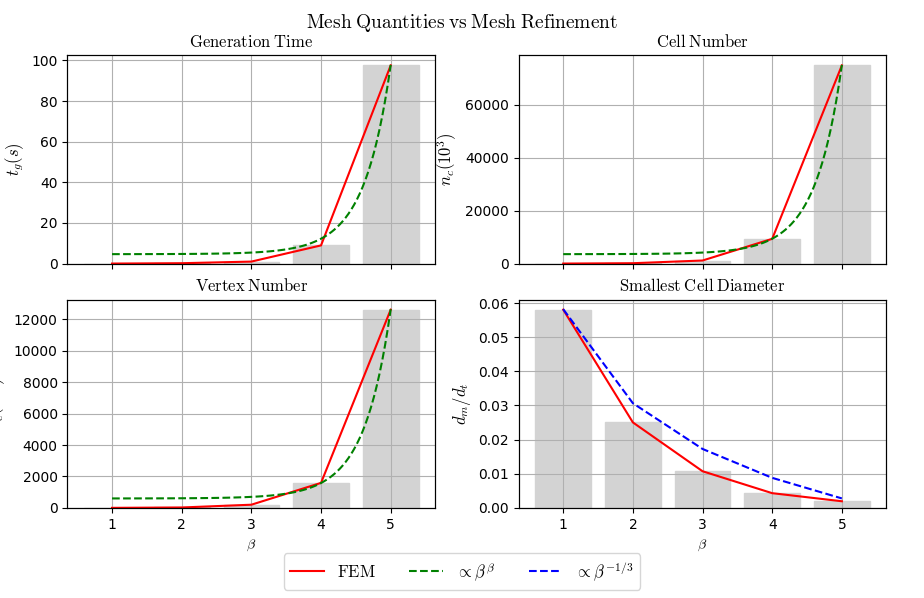 Mesh Quantities vs Mesh Refinement
Generation Time
100
80
60
40
20
0
t_g(s)
Cell Number
60000
40000
20000
0
n_c(10^3)
Vertex Number
12000
10000
8000
6000
4000
2000
0
1 2 3 4 5
β
Smallest Cell Diameter
0.06
0.05
0.04
0.03
0.02
0.01
0.00
d_m/d_t
1 2 3 4 5
β
FEM ∝ β^β ∝ β^{-1/3}